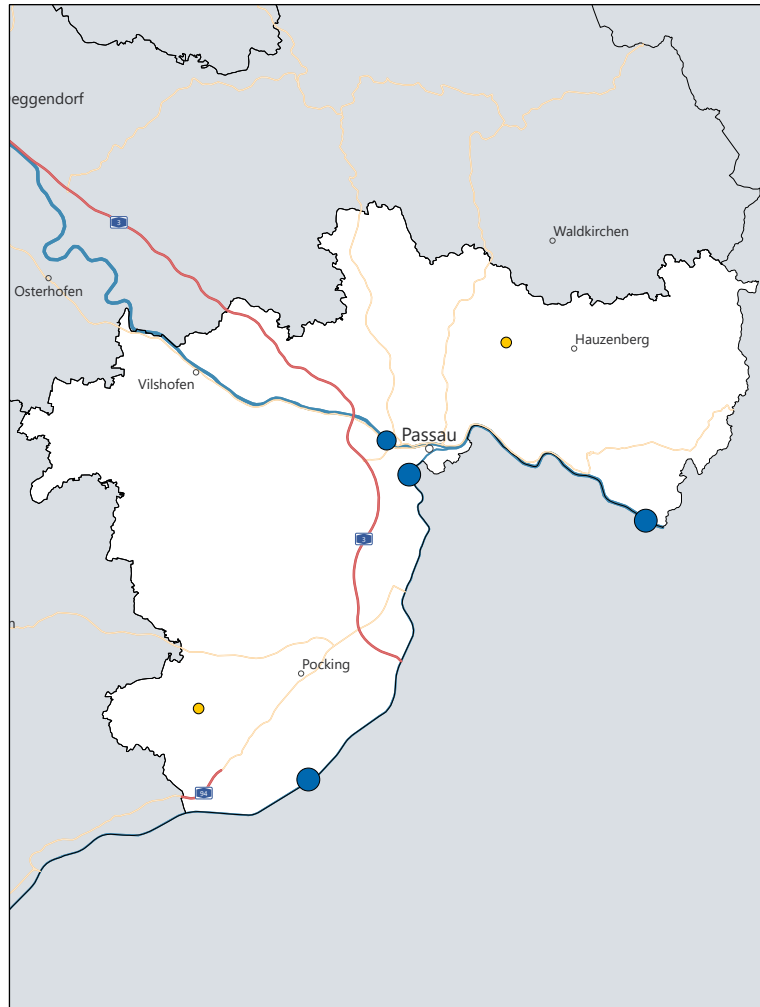 eggendorf
3
Waldkirchen
Osterhofen
Hauzenberg
Vilshofen
Passau
3
n
Pocking
94